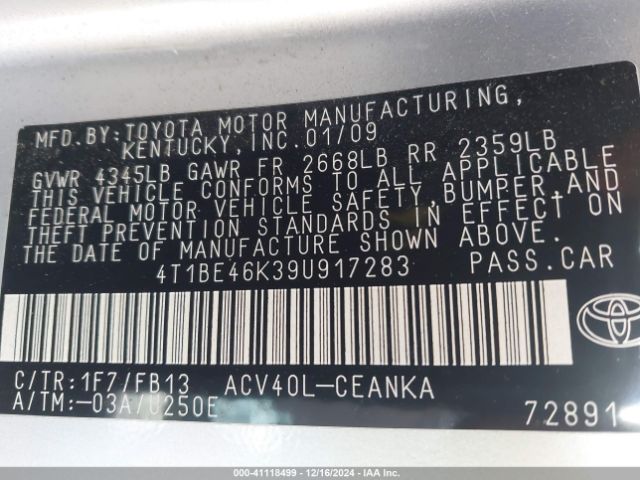 MFD.BY:TOYOTA MOTOR MANUFACTURING,
KENTUCKY,INC.01/09
GVWR 4345LB GAWR FR 2668LB RR 2359LB
THIS VEHICLE CONFORMS TO ALL APPLICABLE
FEDERAL MOTOR VEHICLE SAFETY,BUMPER,AND
THEFT PREVENTION STANDARDS IN EFFECT ON
THE DATE OF MANUFACTURE SHOWN ABOVE.
4T1BE46K39U917283 PASS.CAR
C/TR:1F7/FB13 ACV40L-CEANKA
A/TM:-03A/U250E 72891
000-41118499 - 12/16/2024 - IAA Inc.